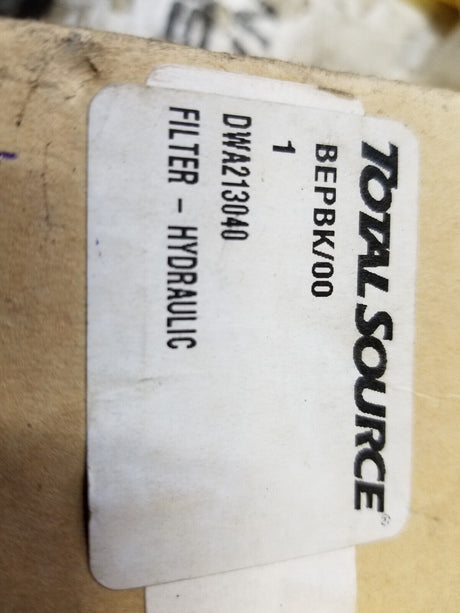 TOTAL SOURCE®
BEPBK/00
1
DWA213040
FILTER - HYDRAULIC